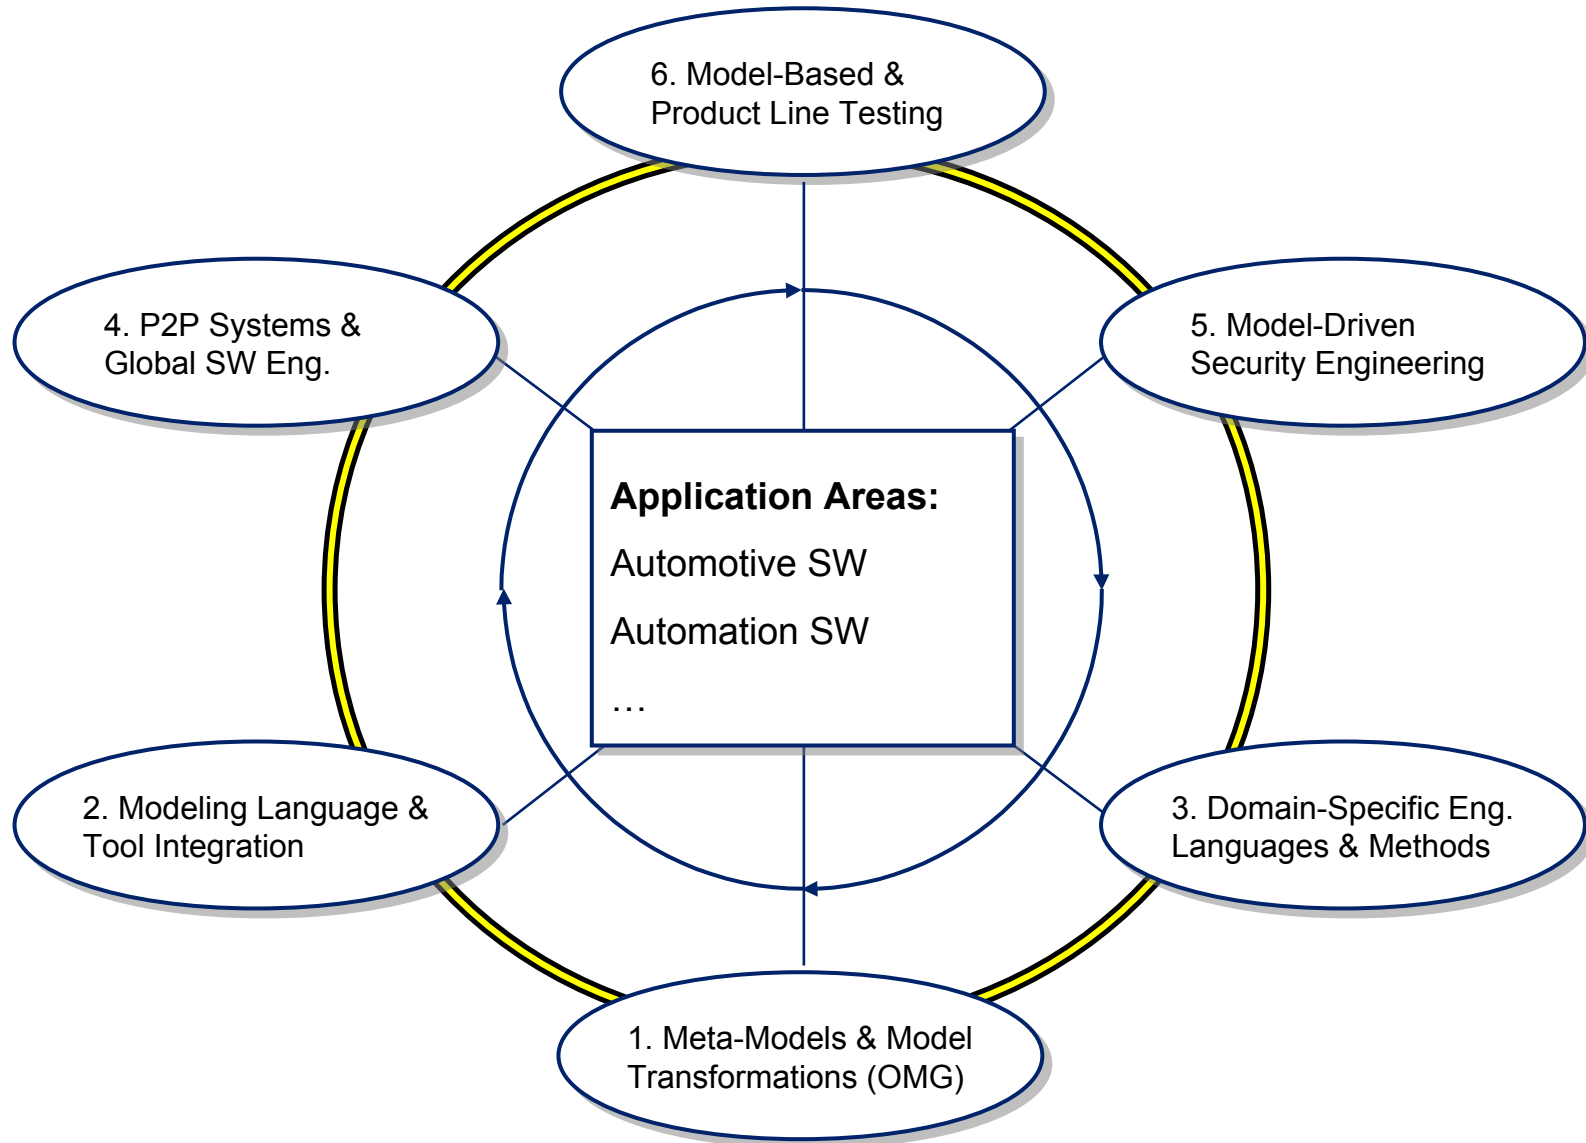 6. Model-Based &
Product Line Testing
4. P2P Systems &
Global SW Eng.
5. Model-Driven
Security Engineering
Application Areas:
Automotive SW
Automation SW
…
2. Modeling Language &
Tool Integration
3. Domain-Specific Eng.
Languages & Methods
1. Meta-Models & Model
Transformations (OMG)